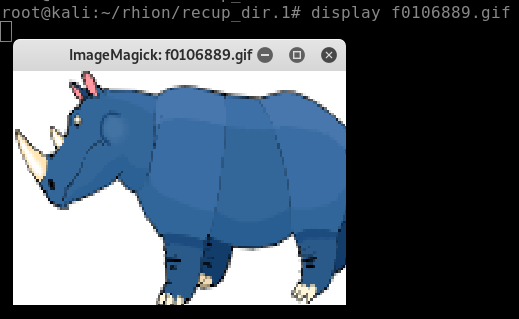 root@kali:~/rhion/recup_dir.1# display f0106889.gif
ImageMagick: f0106889.gif